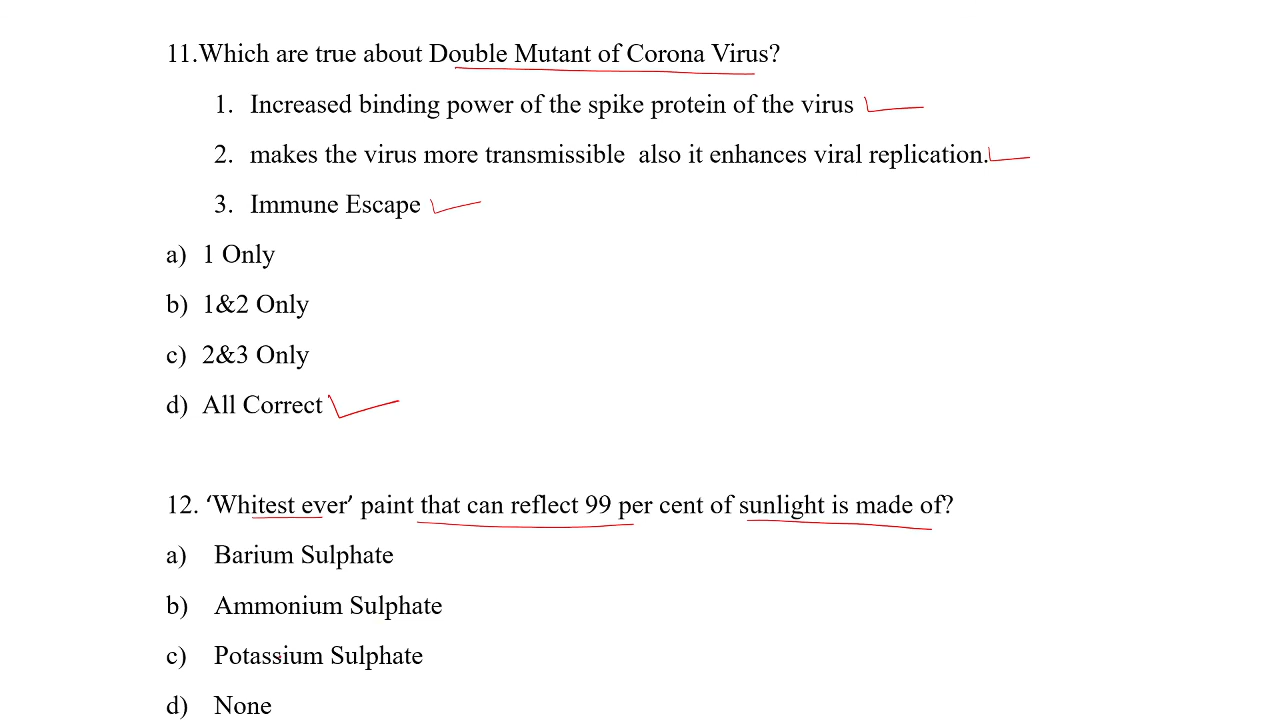 11.Which are true about Double Mutant of Corona Virus?
1. Increased binding power of the spike protein of the virus
2. makes the virus more transmissible also it enhances viral replication.
3. Immune Escape
a) 1 Only
b) 1&2 Only
c) 2&3 Only
d) All Correct
12. ‘Whitest ever’ paint that can reflect 99 per cent of sunlight is made of?
a) Barium Sulphate
b) Ammonium Sulphate
c) Potassium Sulphate
d) None